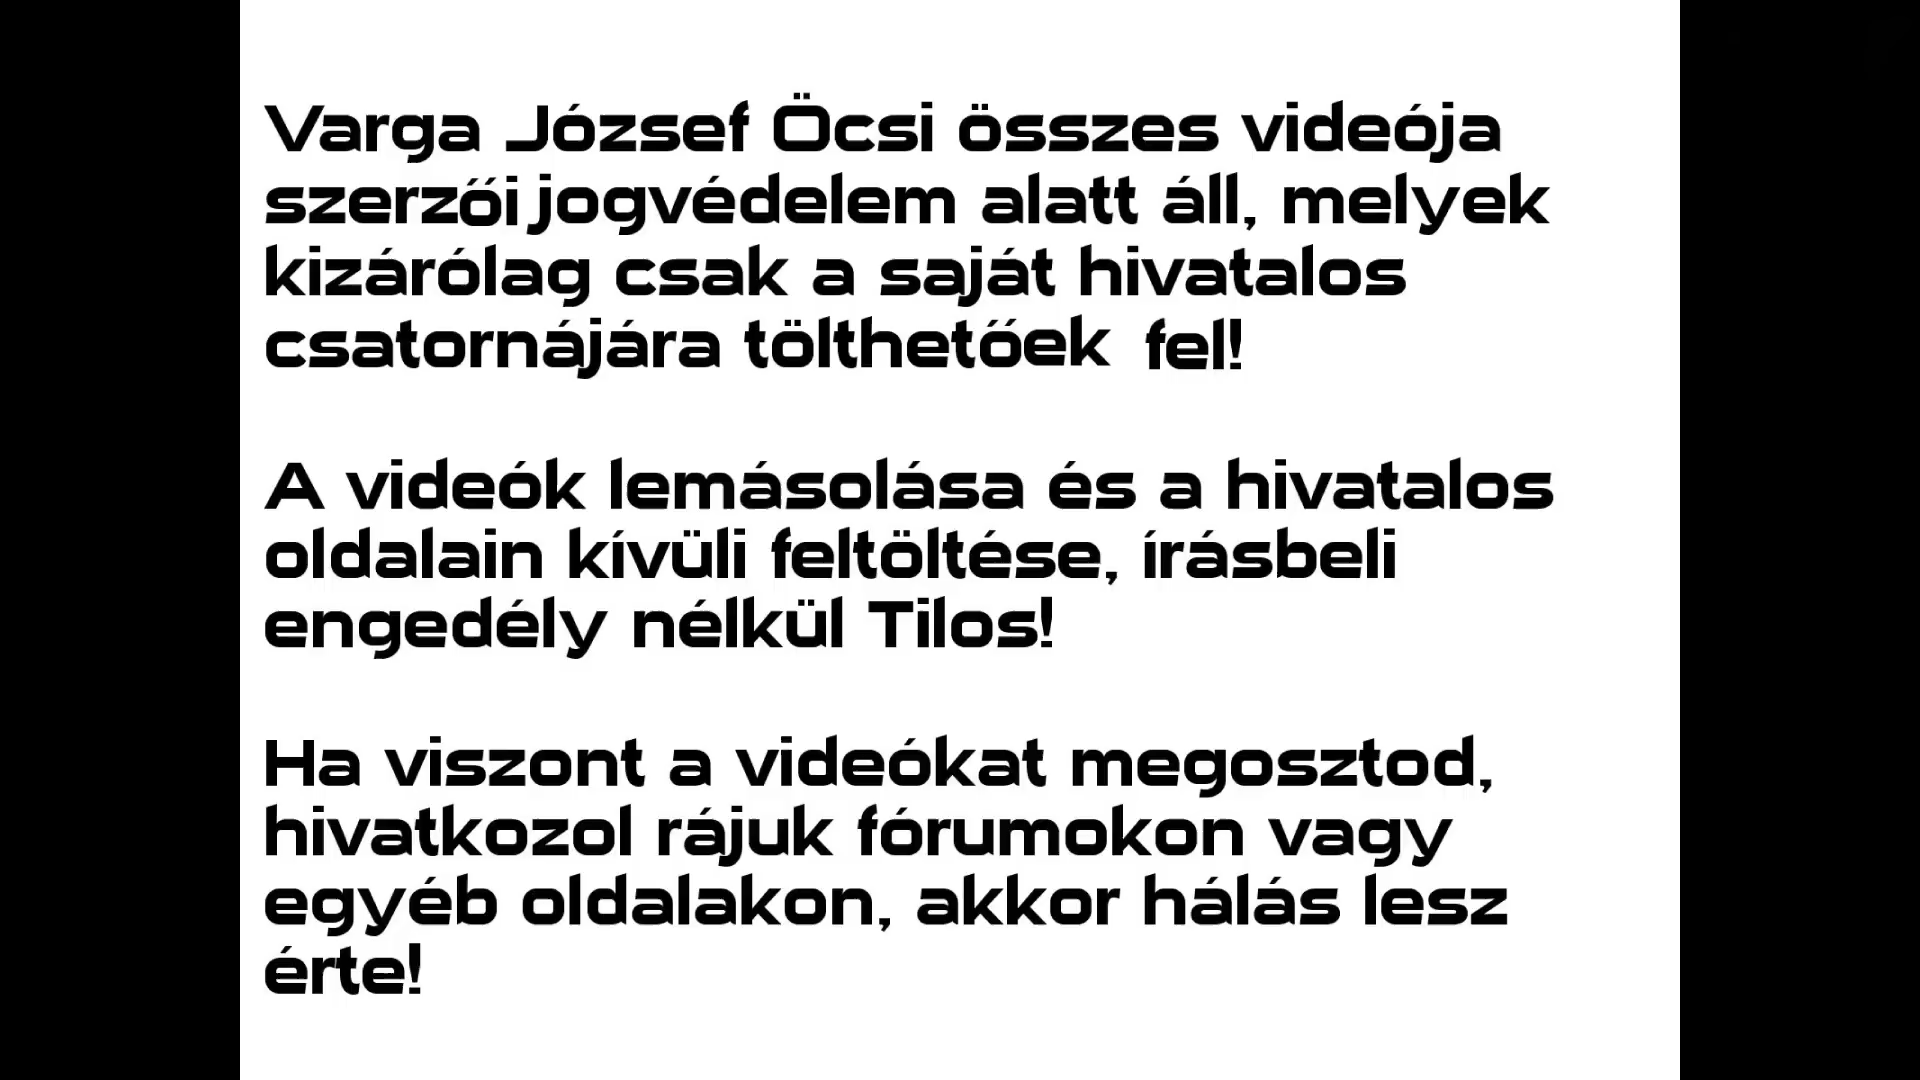 Varga József Öcsi összes videója
szerzői jogvédelem alatt áll, melyek
kizárólag csak a saját hivatalos
csatornájára tölthetőek fel!
A videók lemásolása és a hivatalos
oldalain kívüli feltöltése, írásbeli
engedély nélkül Tilos!
Ha viszont a videókat megosztod,
hivatkozol rájuk fórumokon vagy
egyéb oldalakon, akkor hálás lesz
érte!